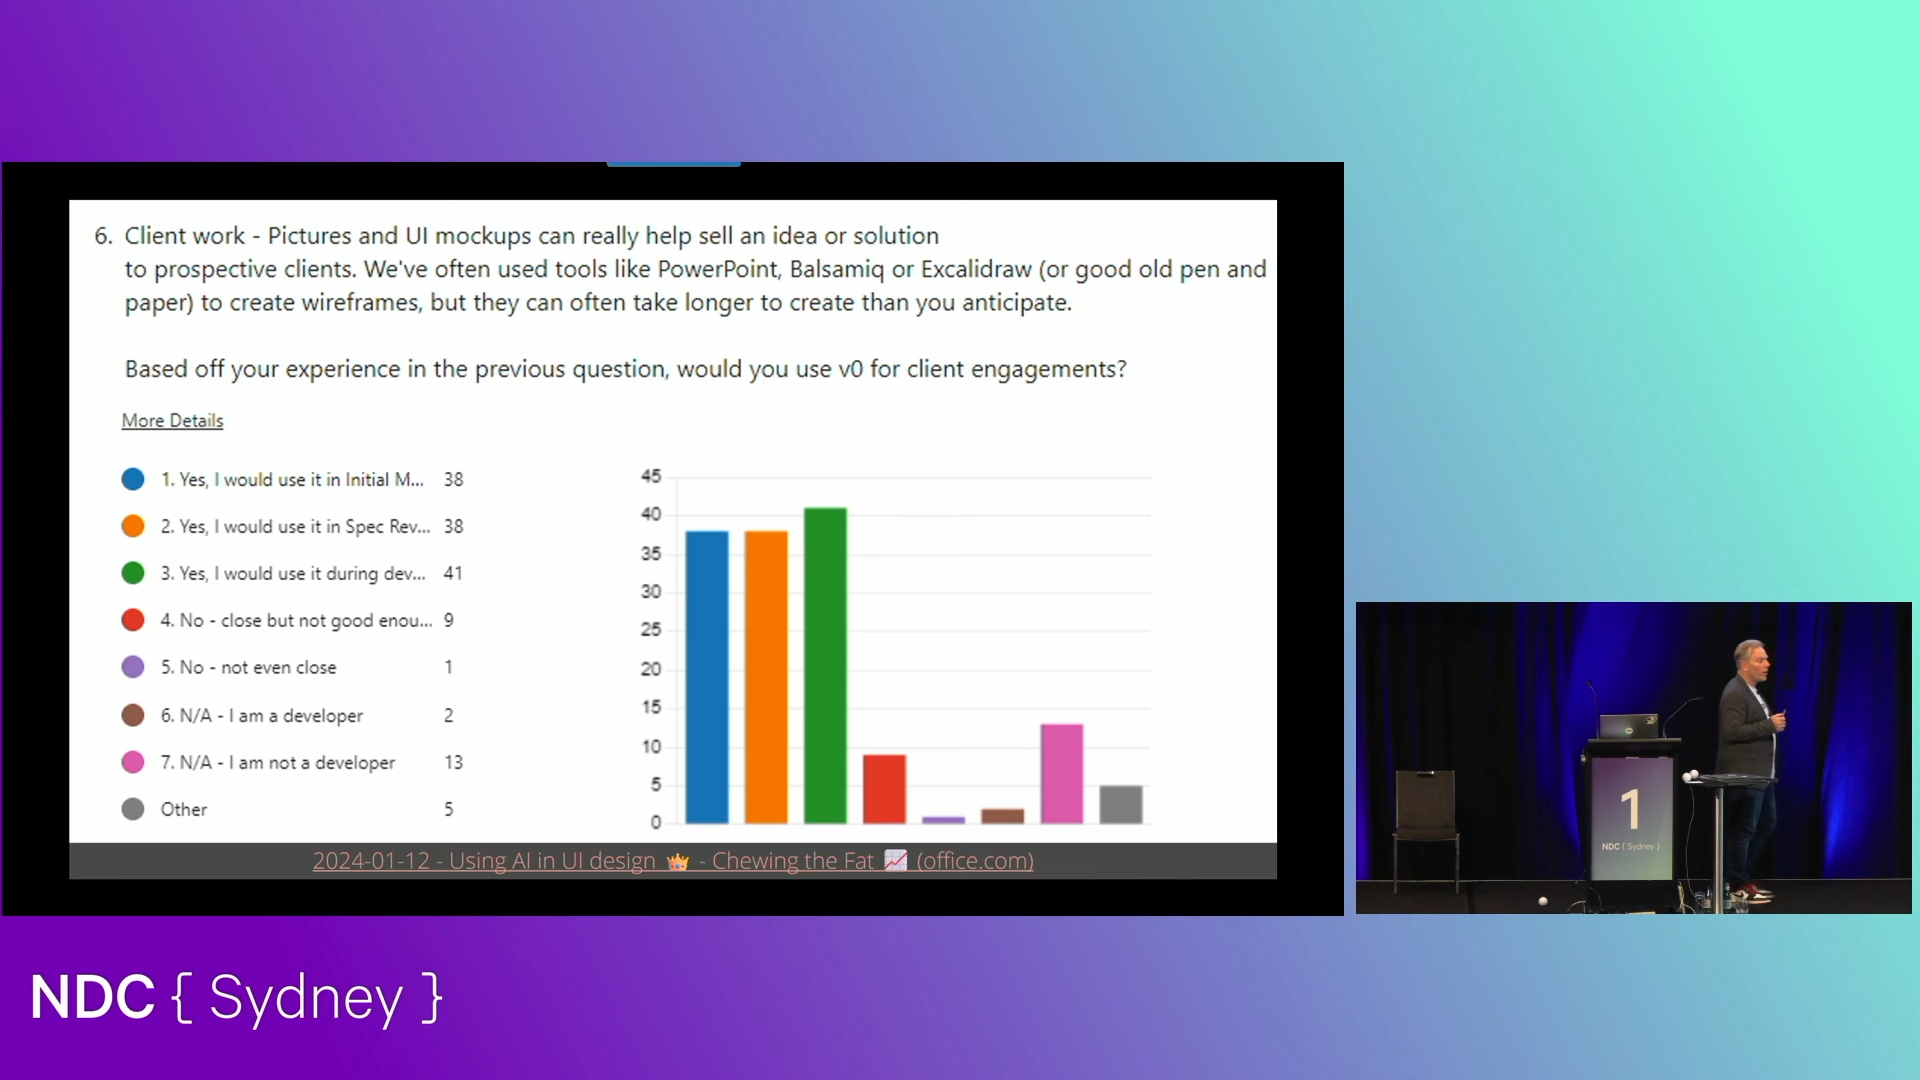 6. Client work - Pictures and UI mockups can really help sell an idea or solution
to prospective clients. We've often used tools like PowerPoint, Balsamiq or Excalidraw (or good old pen and
paper) to create wireframes, but they can often take longer to create than you anticipate.
Based off your experience in the previous question, would you use v0 for client engagements?
More Details
1. Yes, I would use it in Initial M... 38
2. Yes, I would use it in Spec Rev... 38
3. Yes, I would use it during dev... 41
4. No - close but not good enou... 9
5. No - not even close 1
6. N/A - I am a developer 2
7. N/A - I am not a developer 13
Other 5
45
40
35
30
25
20
15
10
5
0
2024-01-12 - Using AI in UI design 👑 - Chewing the Fat 📈 (office.com)
1
NDC { Sydney }
NDC { Sydney }